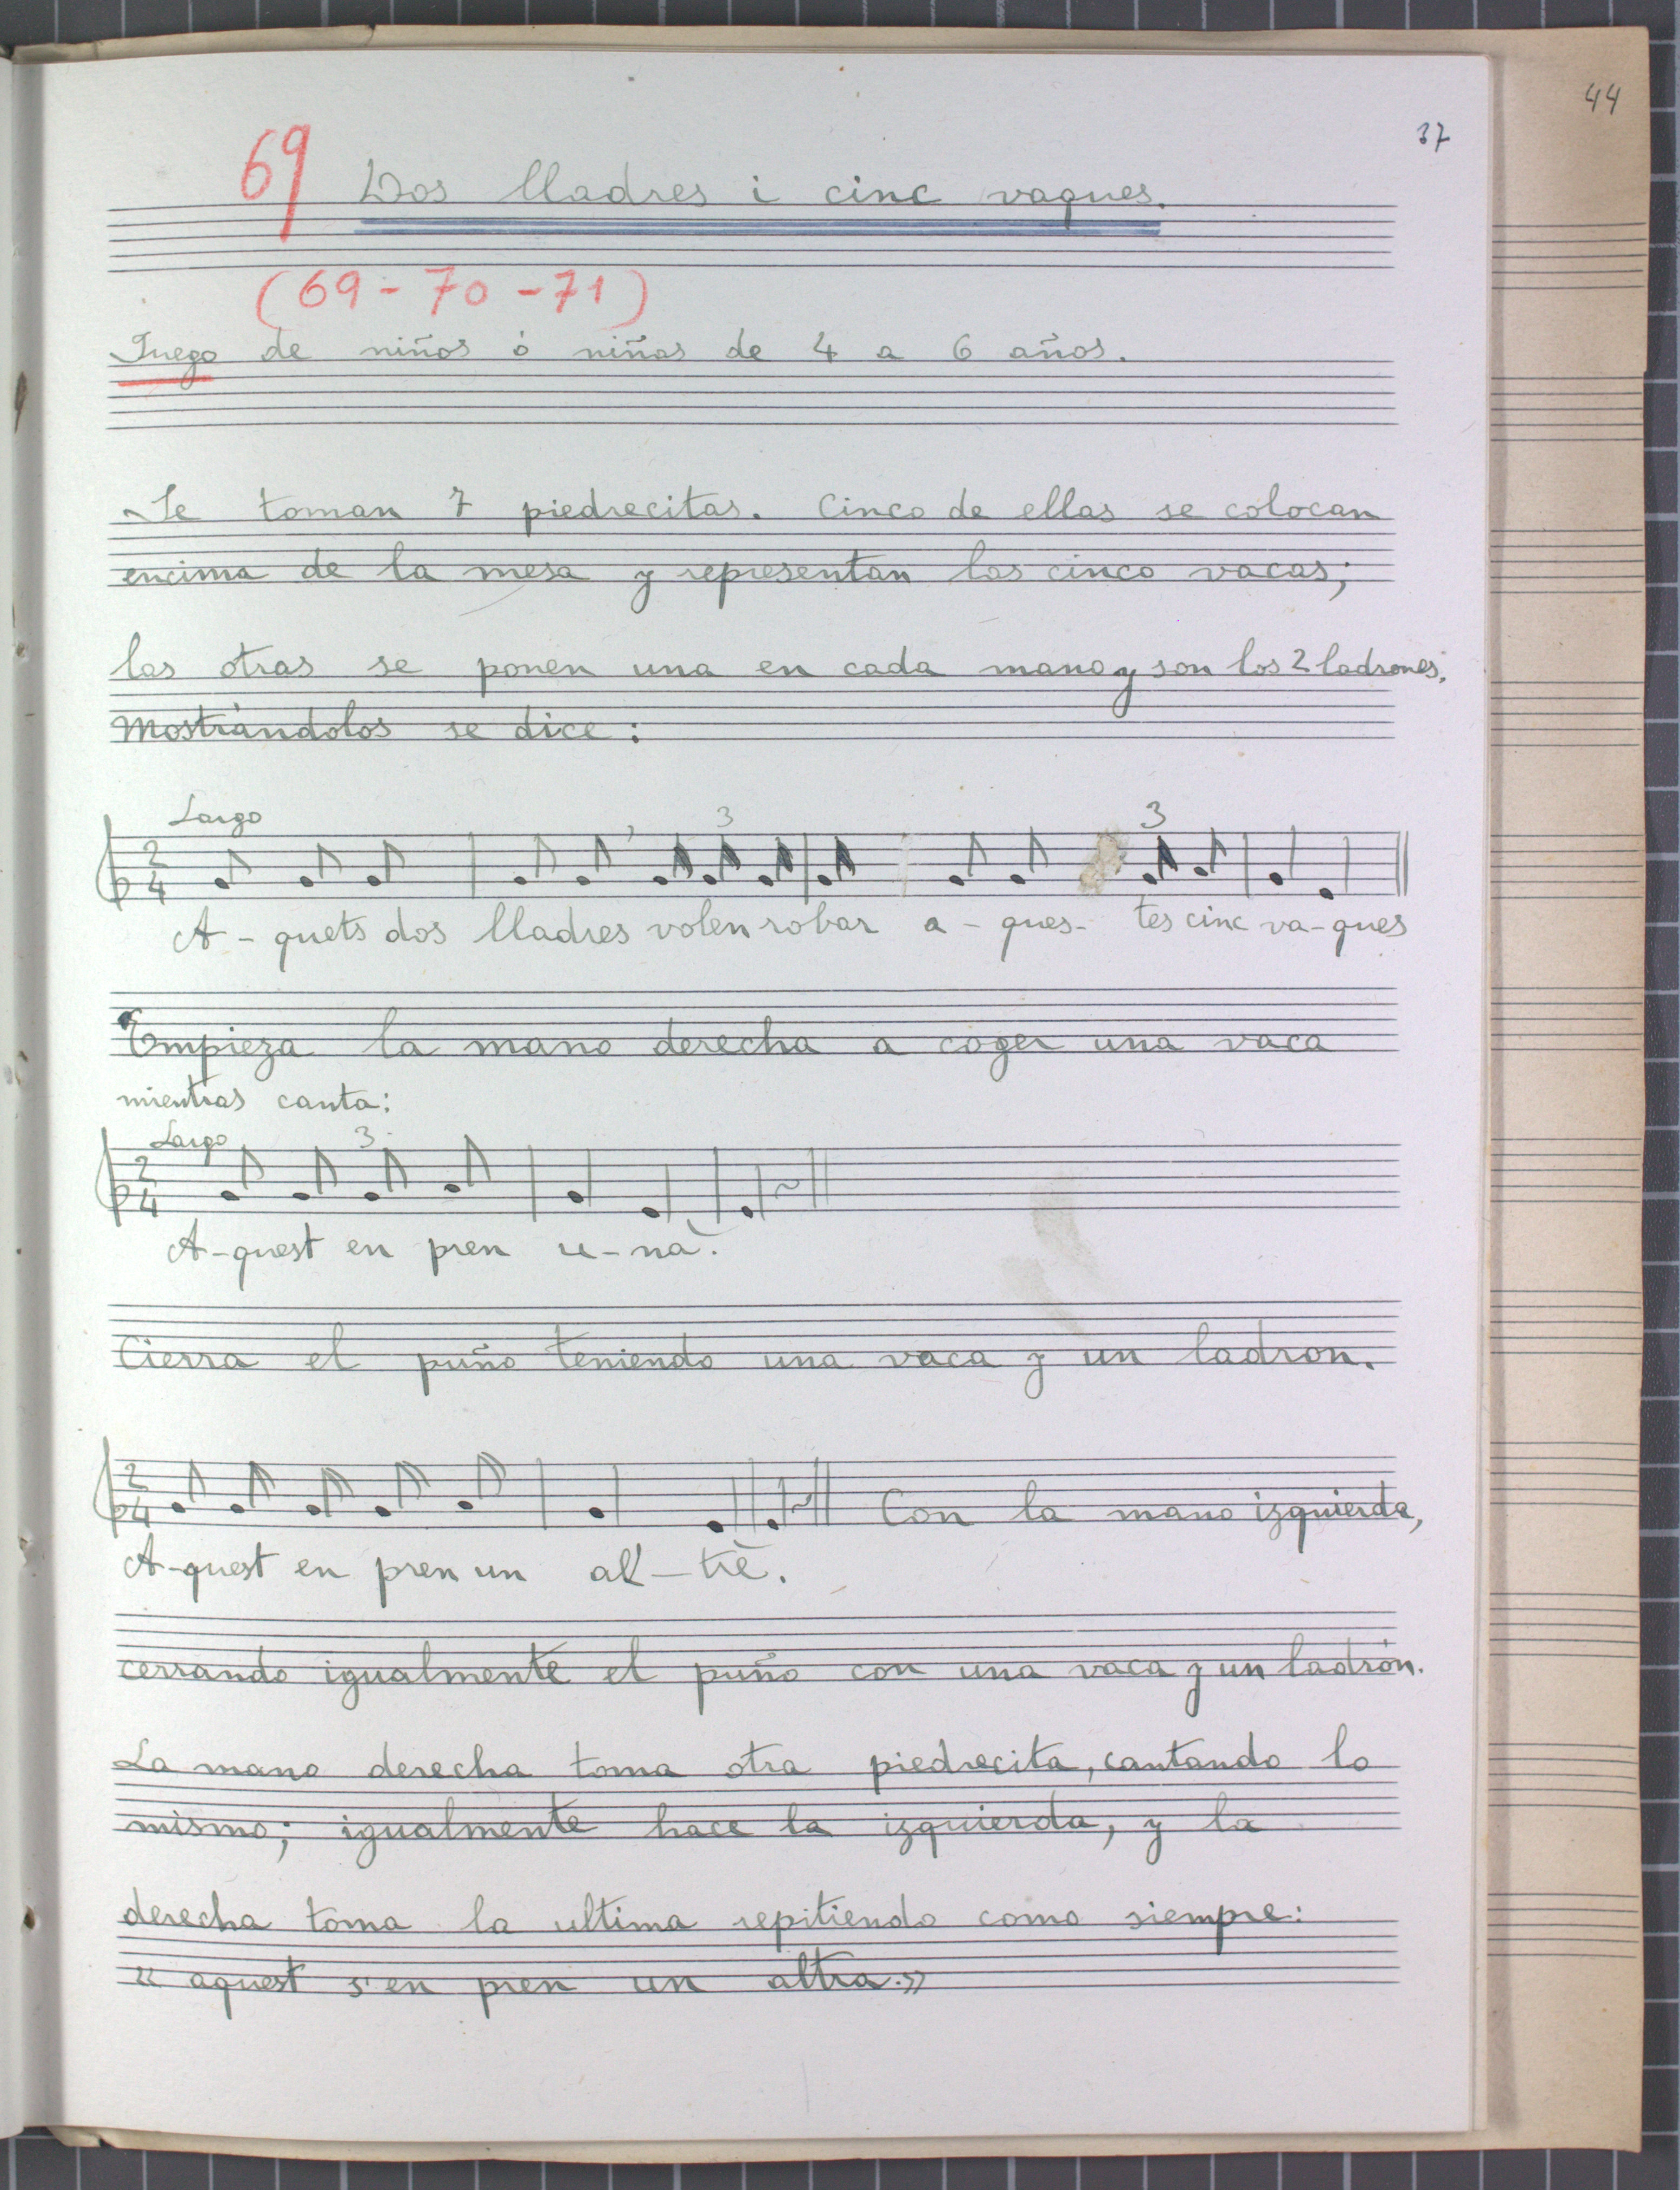 44
37
69 Dos lladres i cinc vaques.
(69 - 70 - 71)
Juego de niños ó niñas de 4 a 6 años.
Se toman 7 piedrecitas. Cinco de ellas se colocan
encima de la mesa y representan las cinco vacas;
las otras se ponen una en cada mano y son los 2 ladrones.
Mostràndolos se dice:
Largo
3 3
2
4
A - quets dos lladres volen robar a - ques - tes cinc va - ques
Empieza la mano derecha a coger una vaca
mientras canta:
Largo 3
2
4
A - quest en pren u - nà.
Cierra el puño teniendo una vaca y un ladron.
2
4
Con la mano izquierda,
A - quest en pren un al - trè.
cerrando igualmente el puño con una vaca y un ladrón.
La mano derecha toma otra piedrecita, cantando lo
mismo; igualmente hace la izquierda, y la
derecha toma la ultima repitiendo como siempre:
« aquest s'en pren un altra.»